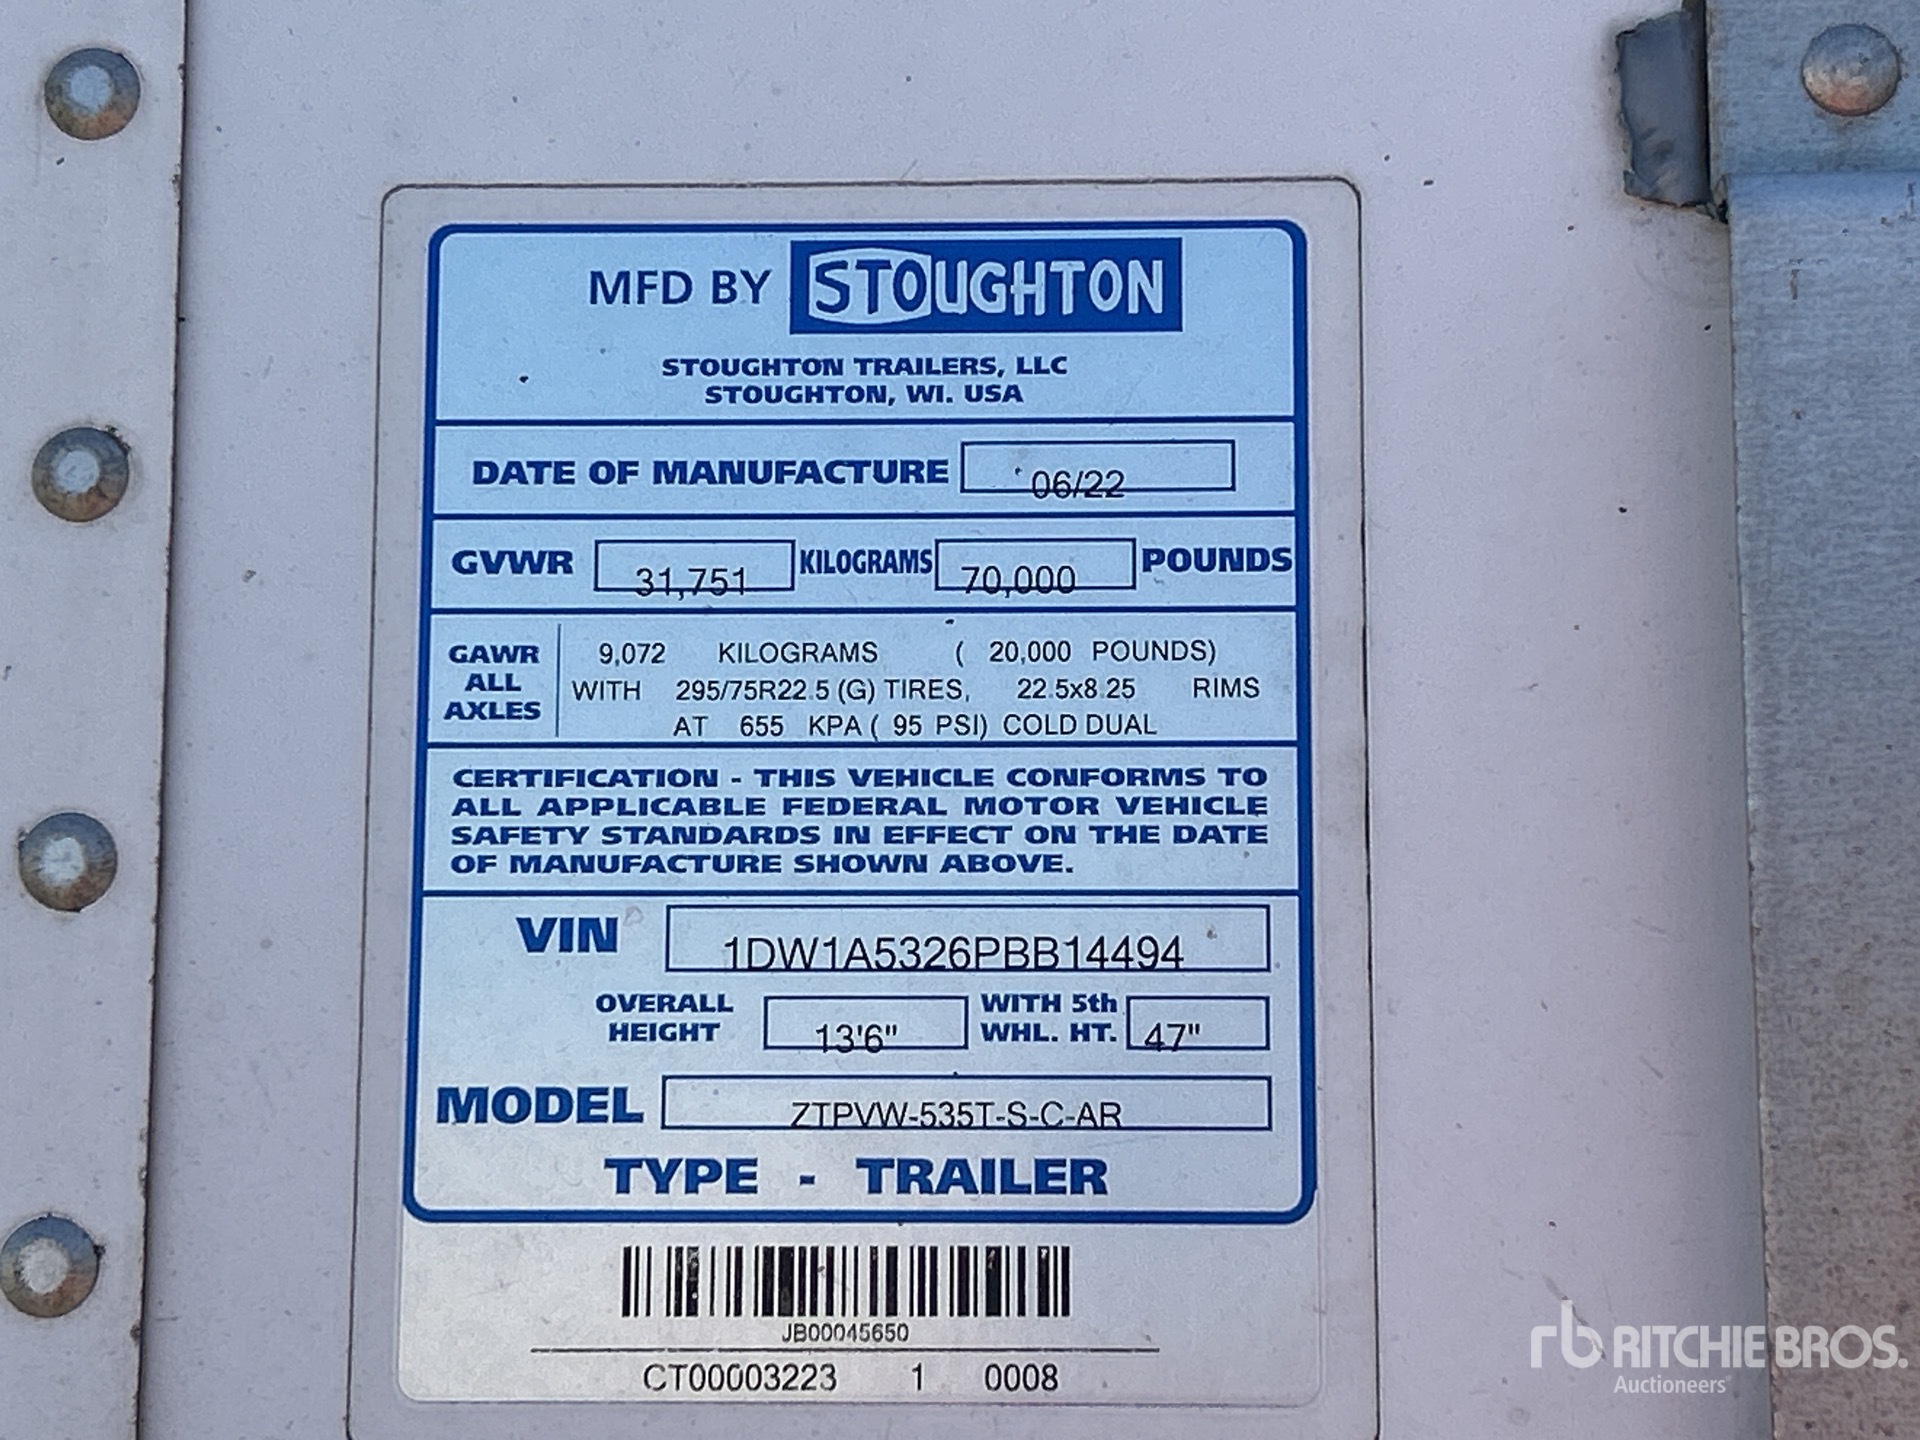 MFD BY STOUGHTON
STOUGHTON TRAILERS, LLC
STOUGHTON, WI. USA
DATE OF MANUFACTURE 06/22
GVWR 31,751 KILOGRAMS 70,000 POUNDS
GAWR ALL AXLES
9,072 KILOGRAMS ( 20,000 POUNDS)
WITH 295/75R22.5 (G) TIRES, 22.5x8.25 RIMS
AT 655 KPA ( 95 PSI) COLD DUAL
CERTIFICATION - THIS VEHICLE CONFORMS TO
ALL APPLICABLE FEDERAL MOTOR VEHICLE
SAFETY STANDARDS IN EFFECT ON THE DATE
OF MANUFACTURE SHOWN ABOVE.
VIN 1DW1A5326PBB14494
OVERALL HEIGHT 13'6" WITH 5th WHL. HT. 47"
MODEL ZTPVW-535T-S-C-AR
TYPE - TRAILER
JB00045650
CT00003223 1 0008
rb RITCHIE BROS.
Auctioneers